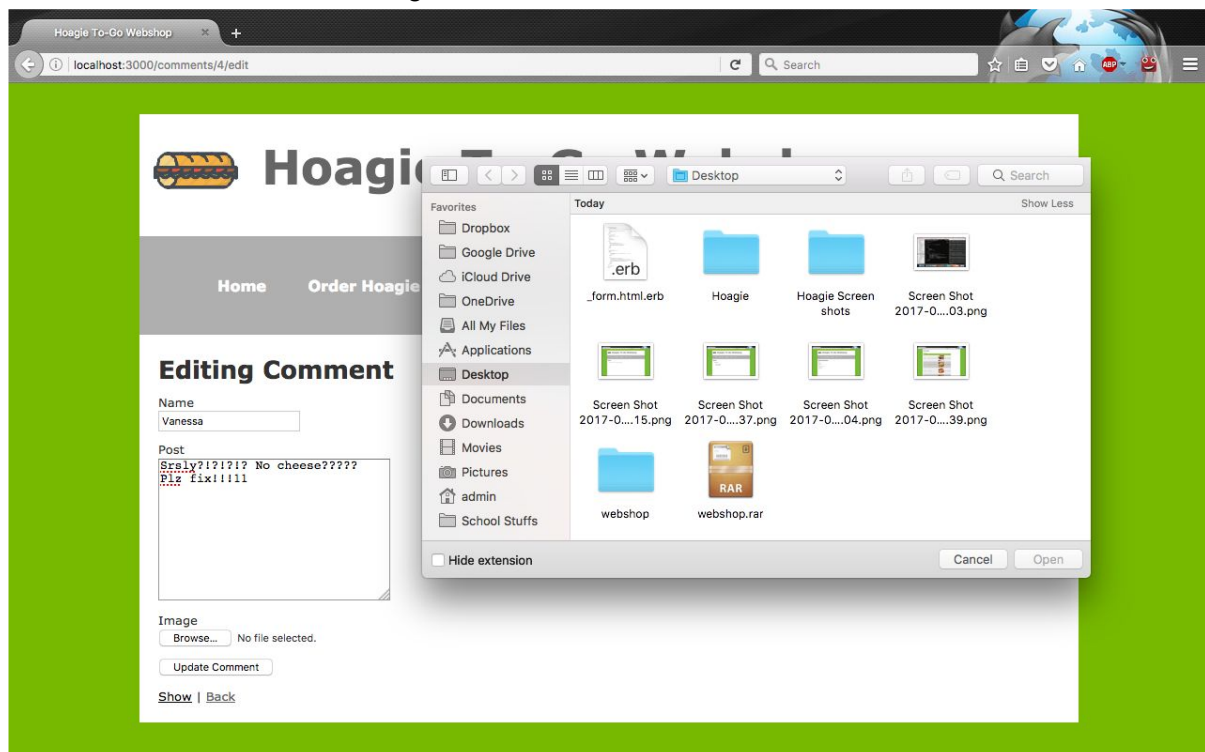 Hoagie To-Go Webshop
localhost:3000/comments/4/edit
Search
ABP
Hoagie To-Go Webshop
Home Order Hoagie
Desktop
Search
Favorites
Dropbox
Google Drive
iCloud Drive
OneDrive
All My Files
Applications
Desktop
Documents
Downloads
Movies
Pictures
admin
School Stuffs
Today Show Less
.erb
_form.html.erb Hoagie Hoagie Screen Screen Shot
shots 2017-0....03.png
Screen Shot Screen Shot Screen Shot Screen Shot
2017-0....15.png 2017-0....37.png 2017-0....04.png 2017-0....39.png
RAR
webshop webshop.rar
Hide extension Cancel Open
Editing Comment
Name
Vanessa
Post
Srsly?!?!?!? No cheese?????
Plz fix!!!11
Image
Browse... No file selected.
Update Comment
Show | Back